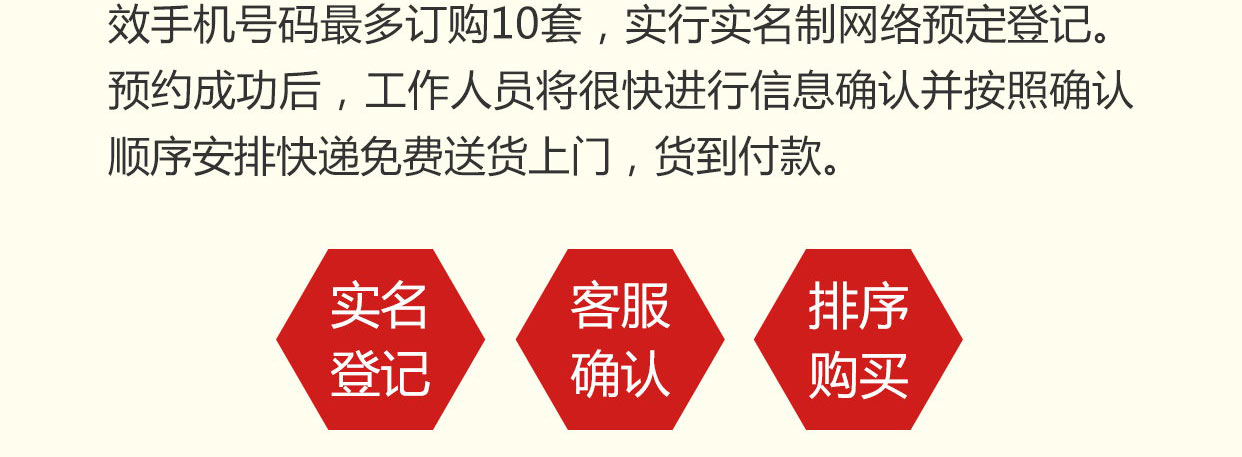 效手机号码最多订购10套，实行实名制网络预定登记。
预约成功后，工作人员将很快进行信息确认并按照确认
顺序安排快递免费送货上门，货到付款。
实名
登记
客服
确认
排序
购买